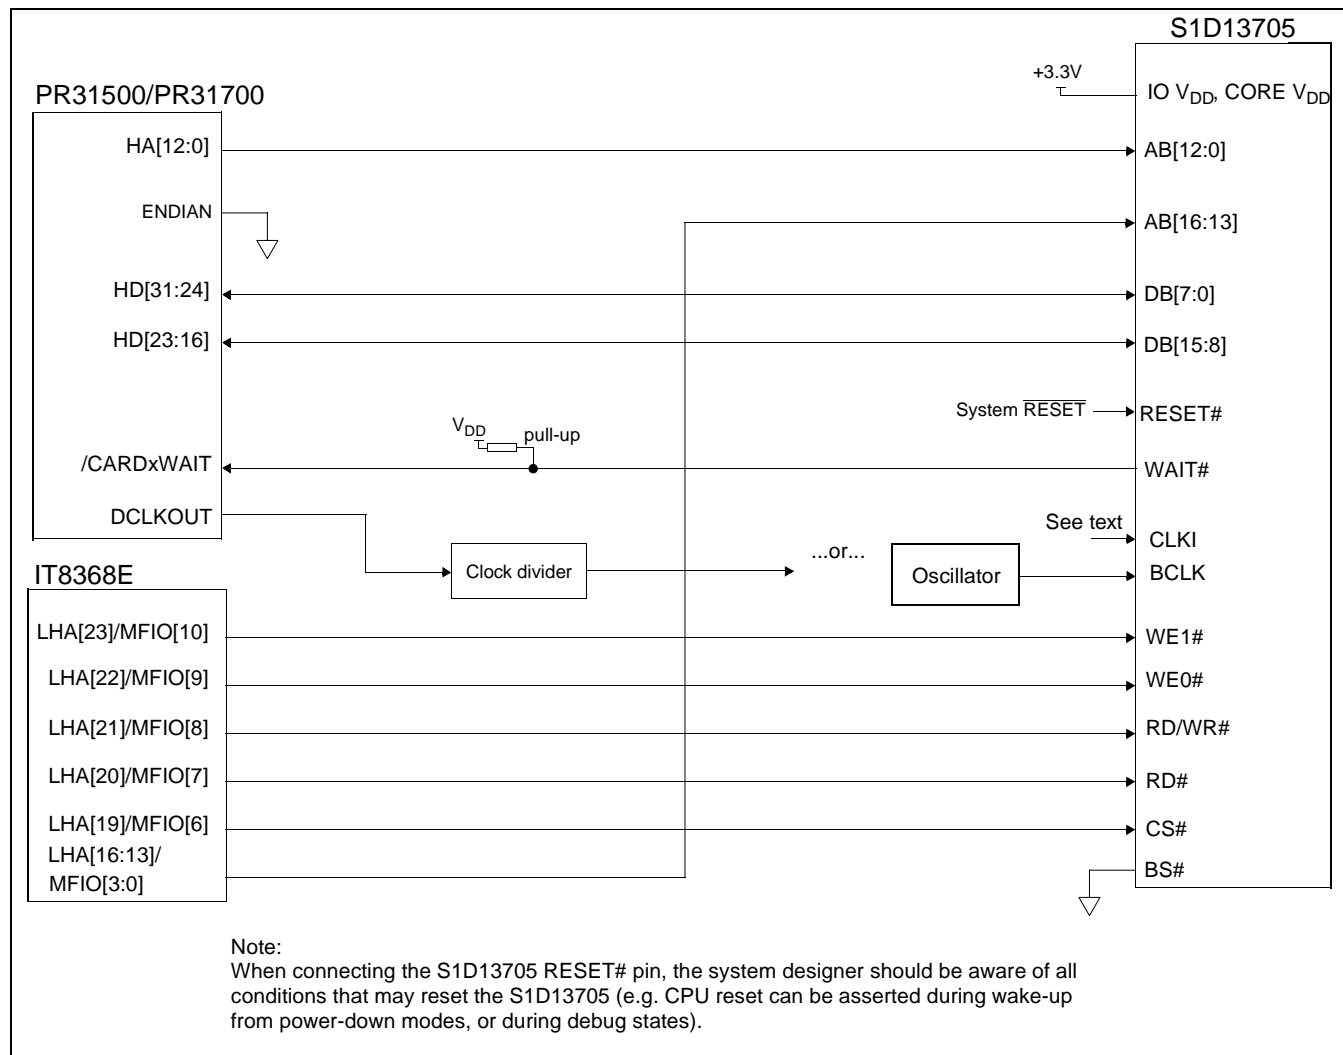 S1D13705
+3.3V
IO VDD, CORE VDD
PR31500/PR31700
HA[12:0]
AB[12:0]
ENDIAN
AB[16:13]
HD[31:24]
DB[7:0]
HD[23:16]
DB[15:8]
System RESET
RESET#
VDD
pull-up
/CARDxWAIT
WAIT#
DCLKOUT
See text
CLKI
...or...
Clock divider
Oscillator
BCLK
IT8368E
LHA[23]/MFIO[10]
WE1#
LHA[22]/MFIO[9]
WE0#
LHA[21]/MFIO[8]
RD/WR#
LHA[20]/MFIO[7]
RD#
LHA[19]/MFIO[6]
CS#
LHA[16:13]/
MFIO[3:0]
BS#
Note:
When connecting the S1D13705 RESET# pin, the system designer should be aware of all
conditions that may reset the S1D13705 (e.g. CPU reset can be asserted during wake-up
from power-down modes, or during debug states).